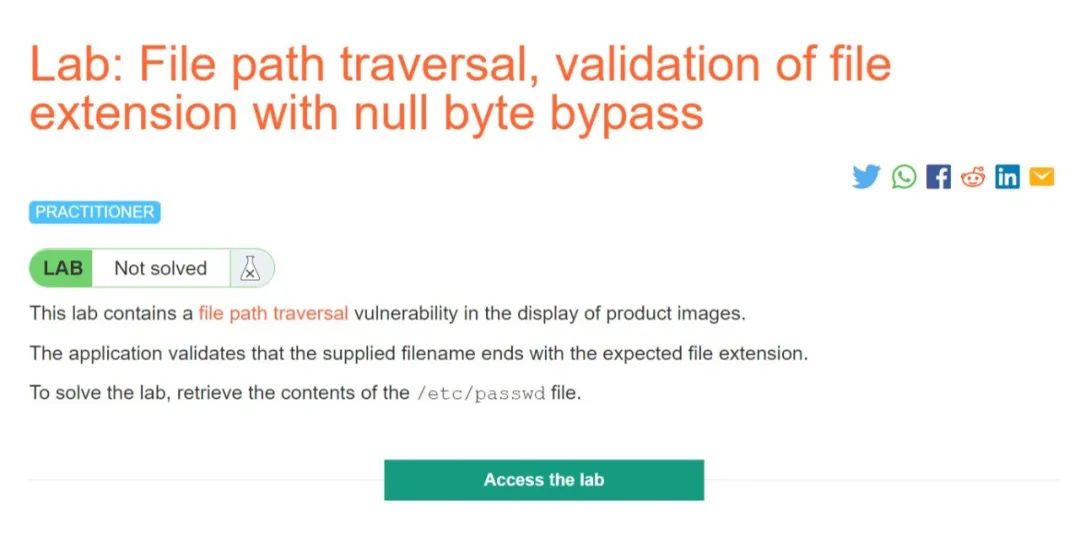 Lab: File path traversal, validation of file
extension with null byte bypass
PRACTITIONER
LAB Not solved
This lab contains a file path traversal vulnerability in the display of product images.
The application validates that the supplied filename ends with the expected file extension.
To solve the lab, retrieve the contents of the /etc/passwd file.
Access the lab